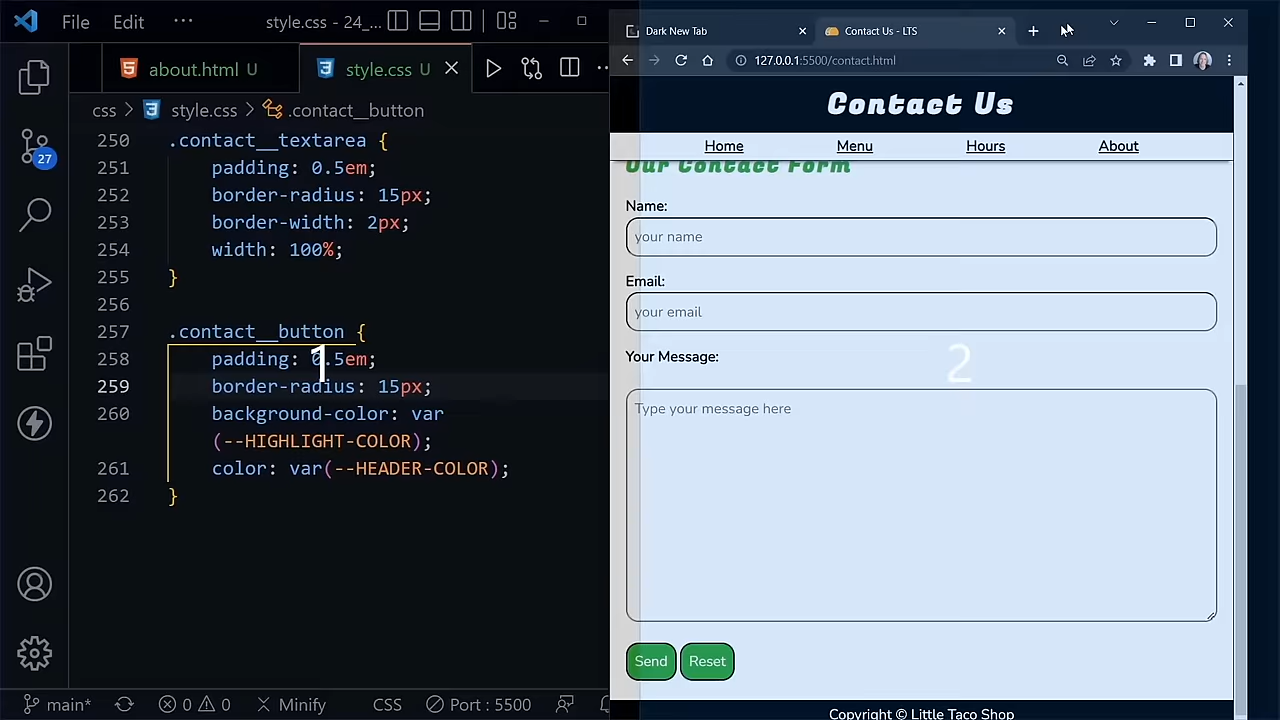 File Edit ··· style.css - 24_...
about.html U
style.css U
css > style.css > .contact__button
250 .contact__textarea {
251 padding: 0.5em;
252 border-radius: 15px;
253 border-width: 2px;
254 width: 100%;
255 }
256
257 .contact__button {
258 padding: 0.5em;
259 border-radius: 15px;
260 background-color: var
(--HIGHLIGHT-COLOR);
261 color: var(--HEADER-COLOR);
262 }
27
1
main* 0 0 Minify CSS Port : 5500
Dark New Tab
Contact Us - LTS
127.0.0.1:5500/contact.html
Contact Us
Home Menu Hours About
Our Contact Form
Name:
your name
Email:
your email
Your Message:
2
Type your message here
Send Reset
Copyright © Little Taco Shop